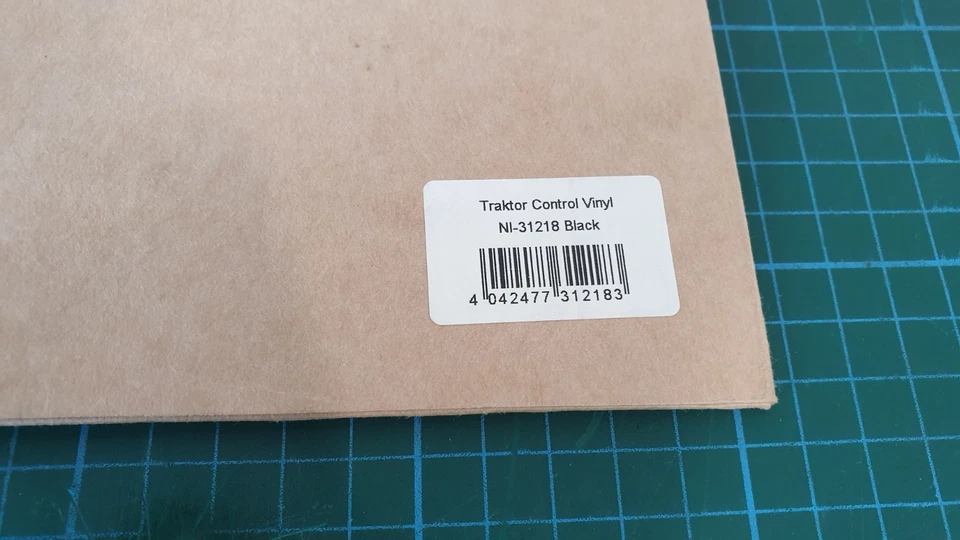 Traktor Control Vinyl
NI-31218 Black
4 042477 312183